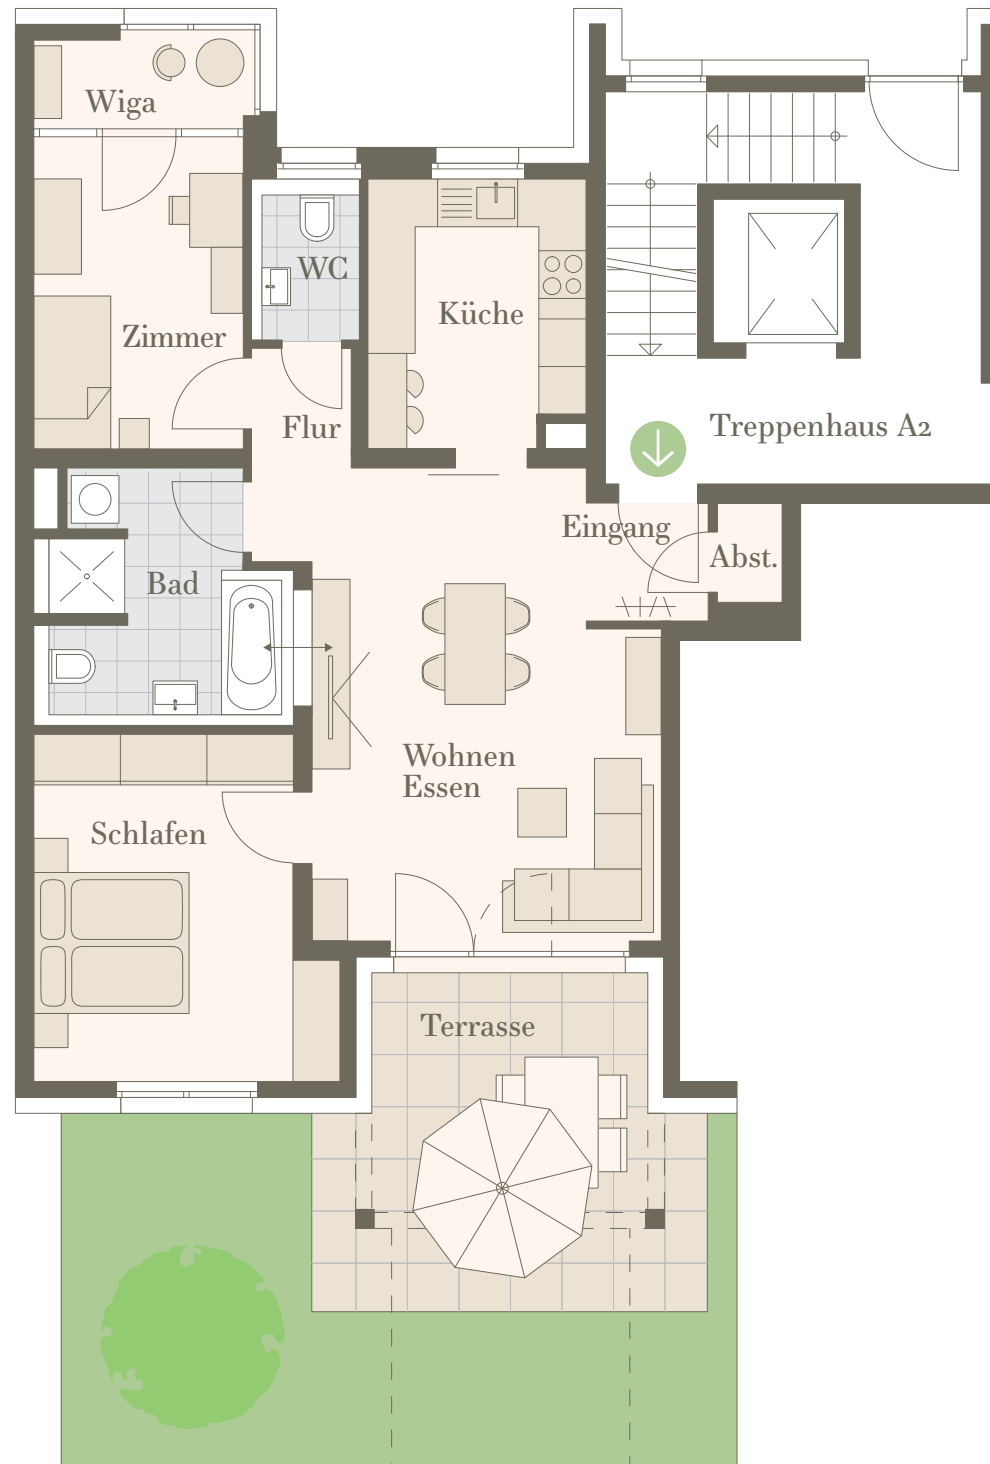 Wiga
WC
Küche
Zimmer
Flur
Treppenhaus A2
Eingang
Abst.
Bad
Wohnen
Essen
Schlafen
Terrasse